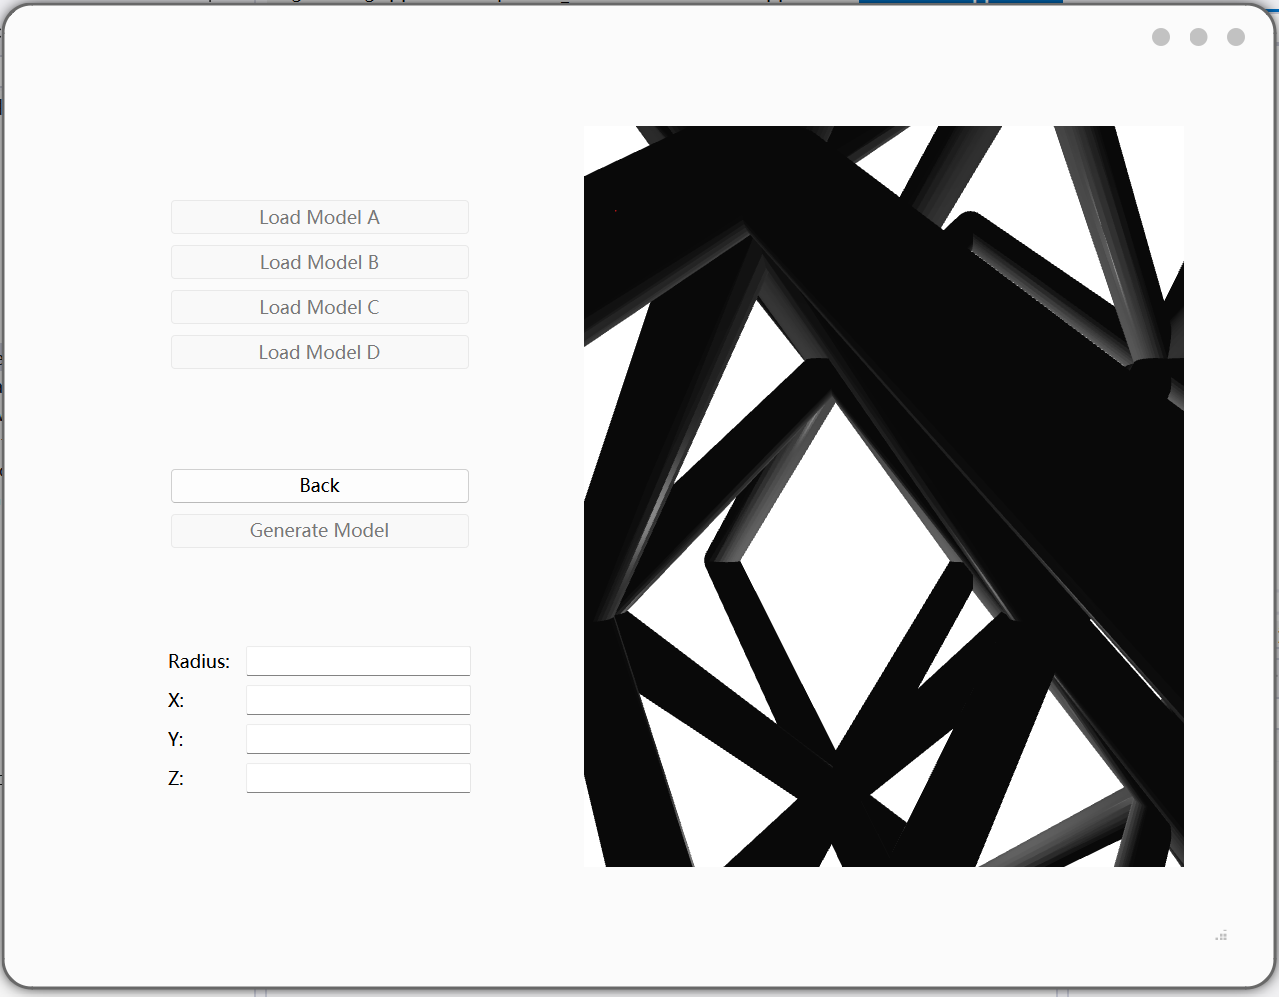 Load Model A
Load Model B
Load Model C
Load Model D
Back
Generate Model
Radius:
X:
Y:
Z: